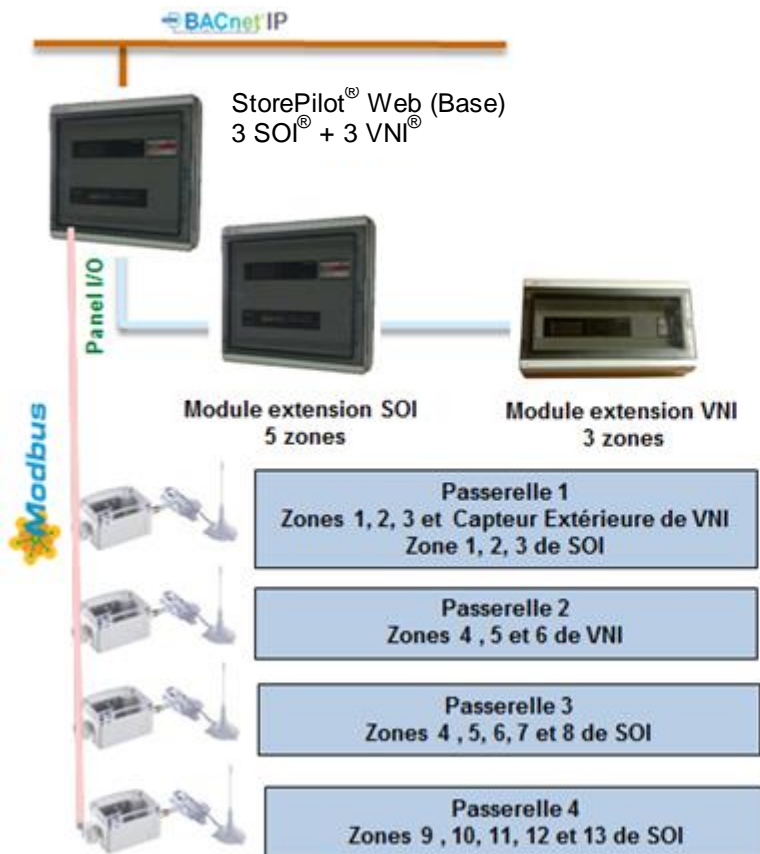 BACnet IP
StorePilot® Web (Base)
3 SOI® + 3 VNI®
Panel I/O
Module extension SOI
5 zones
Module extension VNI
3 zones
Modbus
Passerelle 1
Zones 1, 2, 3 et Capteur Extérieure de VNI
Zone 1, 2, 3 de SOI
Passerelle 2
Zones 4 , 5 et 6 de VNI
Passerelle 3
Zones 4 , 5, 6, 7 et 8 de SOI
Passerelle 4
Zones 9 , 10, 11, 12 et 13 de SOI